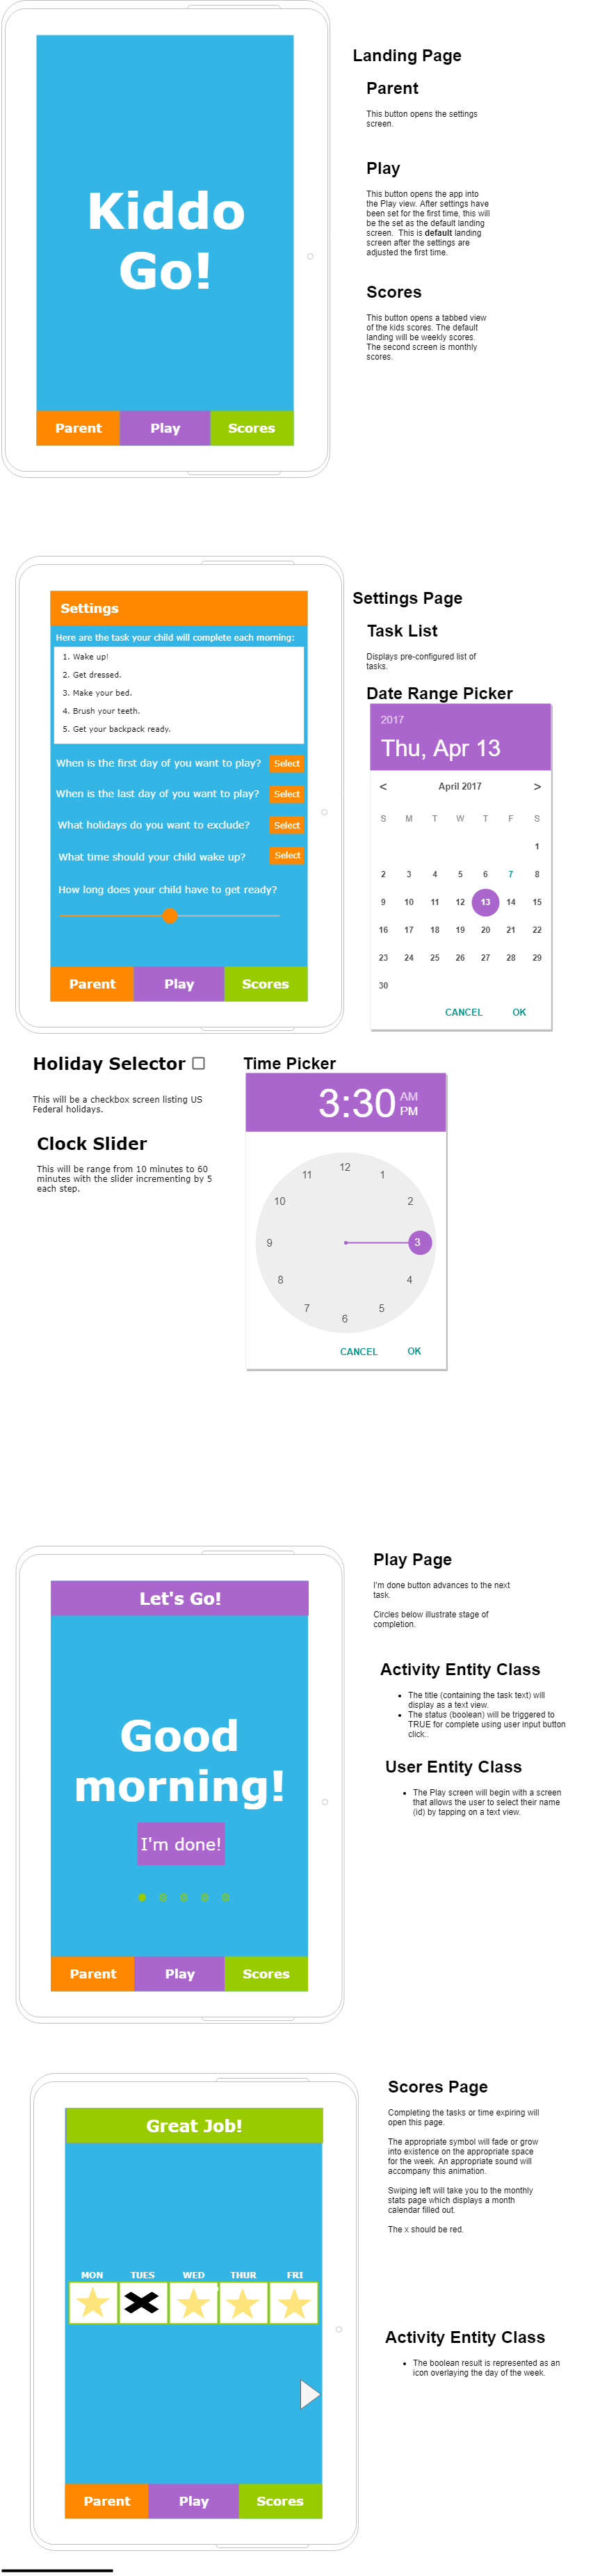 Kiddo
Go!
Parent
Play
Scores
Landing Page
Parent
This button opens the settings
screen.
Play
This button opens the app into
the Play view. After settings have
been set for the first time, this will
be the set as the default landing
screen.  This is default landing
screen after the settings are
adjusted the first time.
Scores
This button opens a tabbed view
of the kids scores. The default
landing will be weekly scores.
The second screen is monthly
scores.
Settings
Here are the task your child will complete each morning:
1. Wake up!
2. Get dressed.
3. Make your bed.
4. Brush your teeth.
5. Get your backpack ready.
When is the first day of you want to play? Select
When is the last day of you want to play? Select
What holidays do you want to exclude? Select
What time should your child wake up? Select
How long does your child have to get ready?
Parent
Play
Scores
Settings Page
Task List
Displays pre-configured list of
tasks.
Date Range Picker
2017
Thu, Apr 13
< April 2017 >
S M T W T F S
1
2 3 4 5 6 7 8
9 10 11 12 13 14 15
16 17 18 19 20 21 22
23 24 25 26 27 28 29
30
CANCEL OK
Holiday Selector
This will be a checkbox screen listing US
Federal holidays.
Clock Slider
This will be range from 10 minutes to 60
minutes with the slider incrementing by 5
each step.
Time Picker
3:30 AM
PM
12
1
2
3
4
5
6
7
8
9
10
11
CANCEL OK
Let's Go!
Good
morning!
I'm done!
Parent
Play
Scores
Play Page
I'm done button advances to the next
task.
Circles below illustrate stage of
completion.
Activity Entity Class
• The title (containing the task text) will
display as a text view.
• The status (boolean) will be triggered to
TRUE for complete using user input button
click..
User Entity Class
• The Play screen will begin with a screen
that allows the user to select their name
(id) by tapping on a text view.
Great Job!
MON TUES WED THUR FRI
Parent
Play
Scores
Scores Page
Completing the tasks or time expiring will
open this page.
The appropriate symbol will fade or grow
into existence on the appropriate space
for the week. An appropriate sound will
accompany this animation.
Swiping left will take you to the monthly
stats page which displays a month
calendar filled out.
The x should be red.
Activity Entity Class
• The boolean result is represented as an
icon overlaying the day of the week.